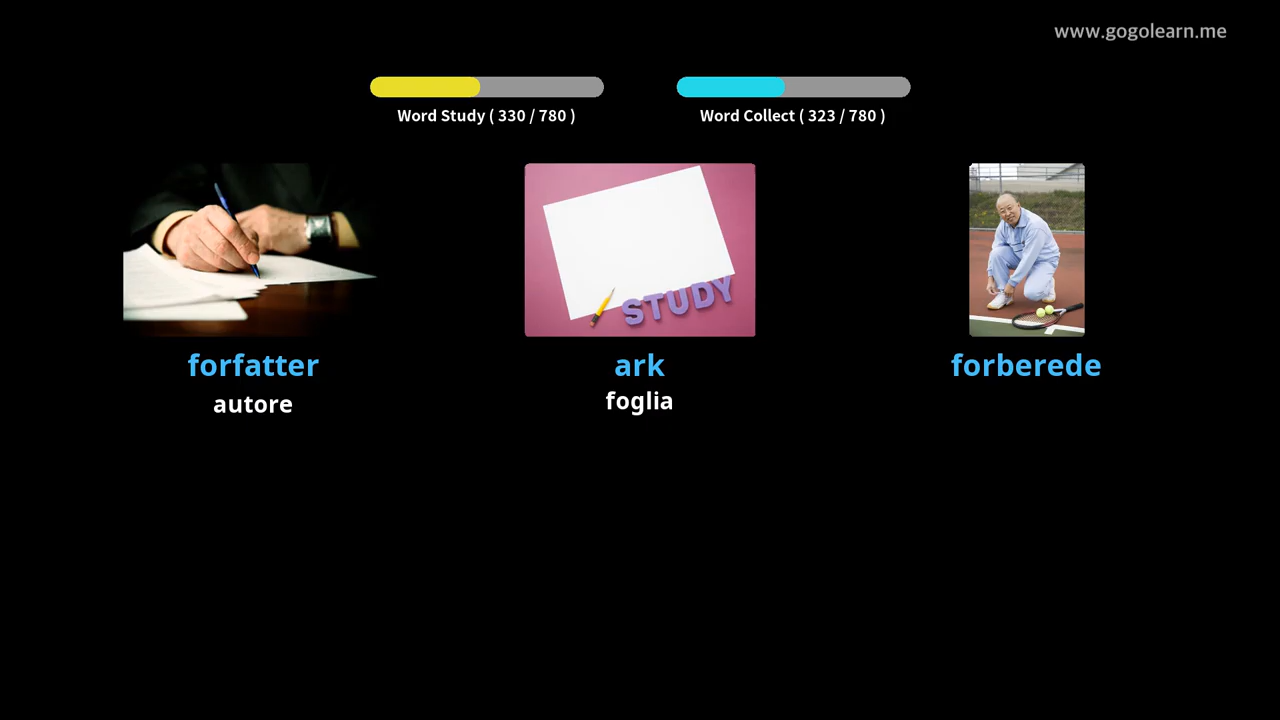 www.gogolearn.me
Word Study ( 330 / 780 )
Word Collect ( 323 / 780 )
STUDY
forfatter
ark
forberede
autore
foglia